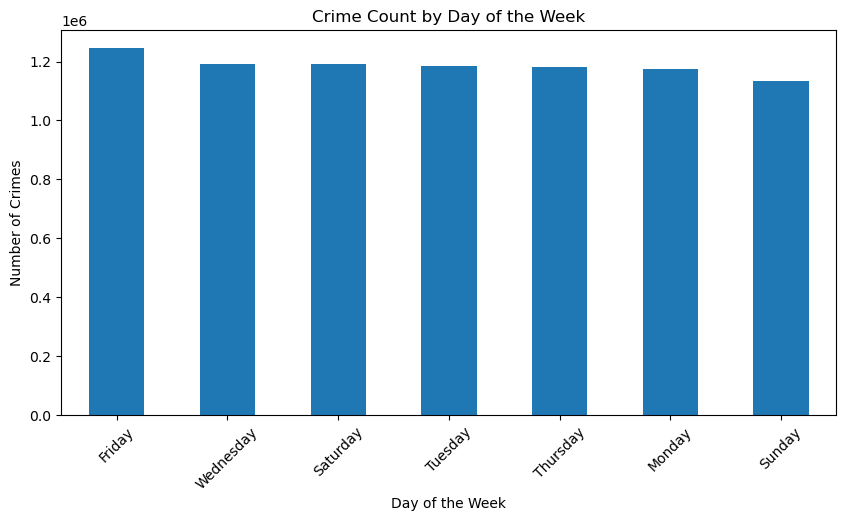 Crime Count by Day of the Week
1e6
1.2
1.0
0.8
0.6
0.4
0.2
0.0
Number of Crimes
Friday
Wednesday
Saturday
Tuesday
Thursday
Monday
Sunday
Day of the Week